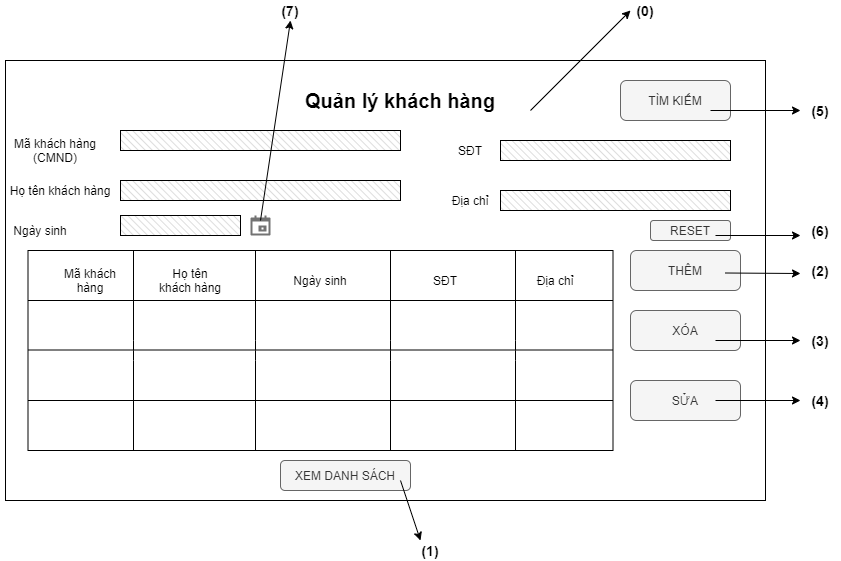 (7)
(0)
Quản lý khách hàng
TÌM KIẾM
(5)
Mã khách hàng
(CMND)
SĐT
Họ tên khách hàng
Địa chỉ
Ngày sinh
RESET
(6)
Mã khách
hàng
Họ tên
khách hàng
Ngày sinh
SĐT
Địa chỉ
THÊM
(2)
XÓA
(3)
SỬA
(4)
XEM DANH SÁCH
(1)